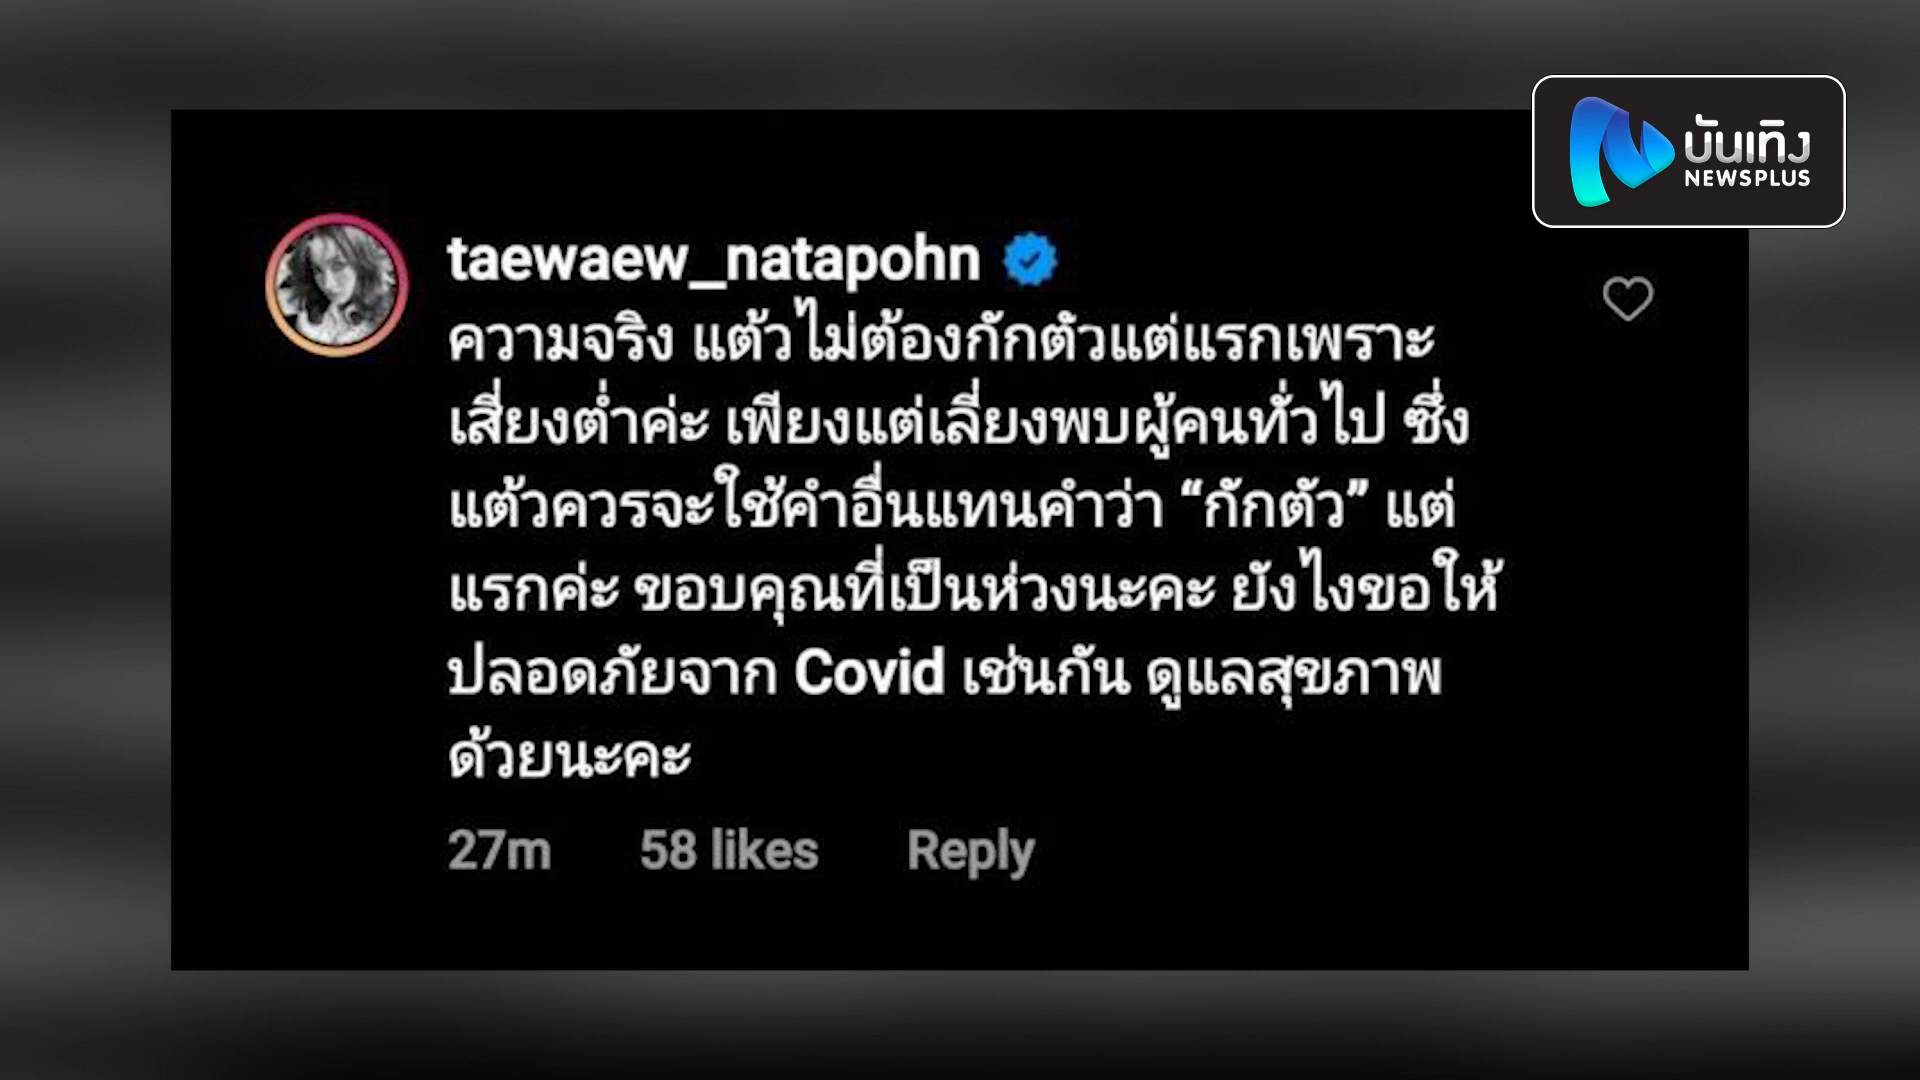 บันเทิง
NEWSPLUS
taewaew_natapohn
ความจริง แต้วไม่ต้องกักตัวแต่แรกเพราะ
เสี่ยงต่ำค่ะ เพียงแต่เลี่ยงพบผู้คนทั่วไป ซึ่ง
แต้วควรจะใช้คำอื่นแทนคำว่า “กักตัว” แต่
แรกค่ะ ขอบคุณที่เป็นห่วงนะคะ ยังไงขอให้
ปลอดภัยจาก Covid เช่นกัน ดูแลสุขภาพ
ด้วยนะคะ
27m 58 likes Reply